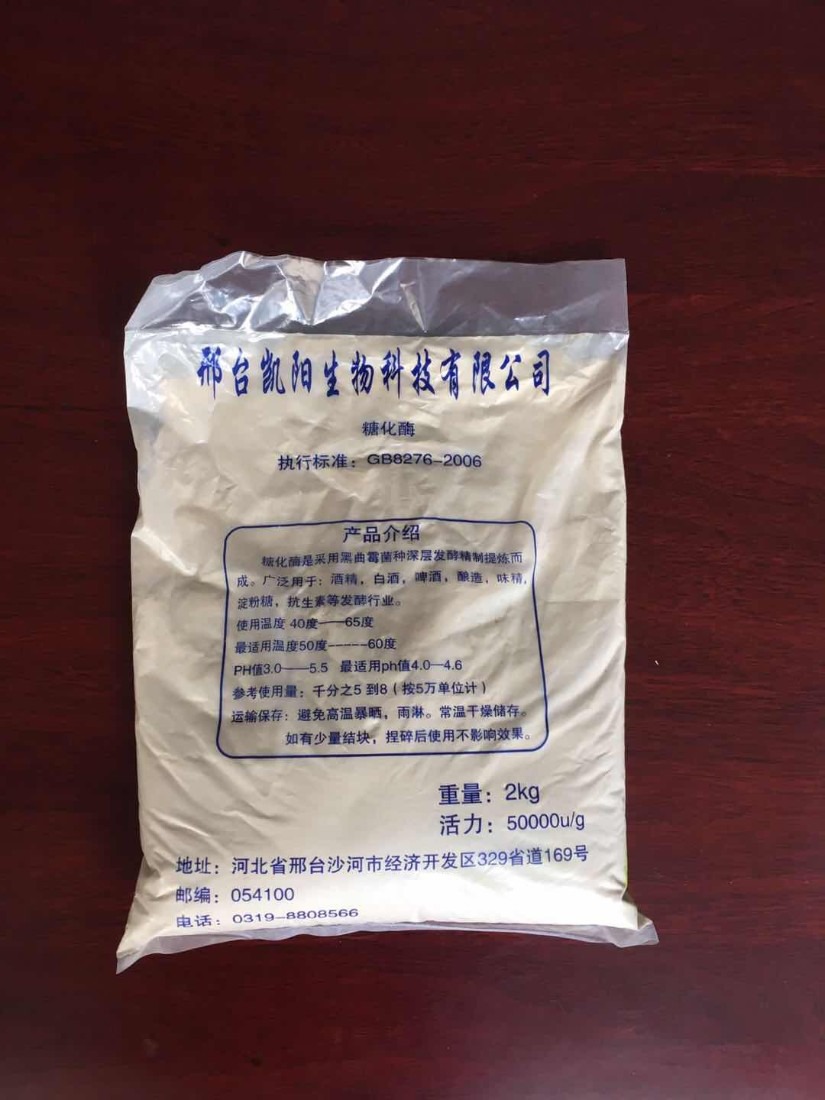 邢台凯阳生物科技有限公司
糖化酶
执行标准：GB8276-2006
产品介绍
糖化酶是采用黑曲霉菌种深层发酵精制提炼而
成。广泛用于：酒精，白酒，啤酒，酿造，味精，
淀粉糖，抗生素等发酵行业。
使用温度 40度——65度
最适用温度50度-----60度
PH值3.0——5.5 最适用ph值4.0—4.6
参考使用量：千分之5 到8（按5万单位计）
运输保存：避免高温暴晒，雨淋。常温干燥储存。
如有少量结块，捏碎后使用不影响效果。
重量：2kg
活力：50000u/g
地址：河北省邢台沙河市经济开发区329省道169号
邮编：054100
电话：0319-8808566